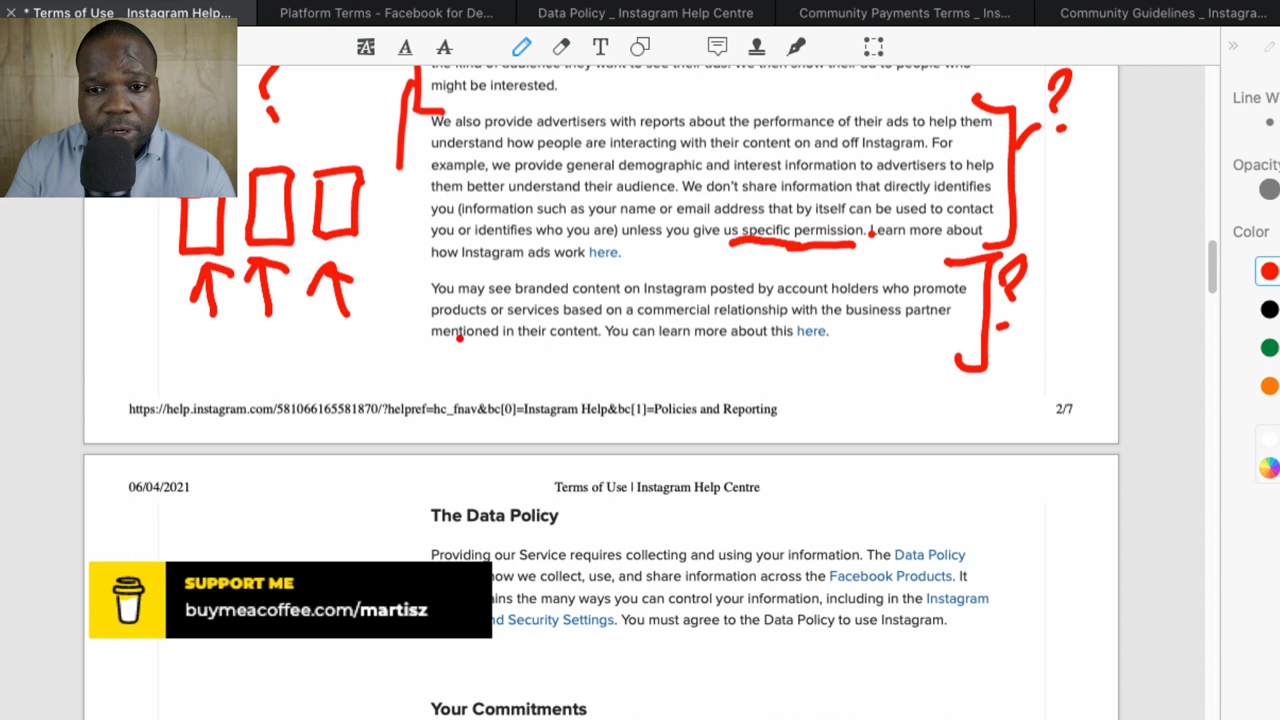 * Terms of Use _ Instagram Help...
Platform Terms - Facebook for De...
Data Policy _ Instagram Help Centre
Community Payments Terms _ Ins...
Community Guidelines _ Instagra...
might be interested.
We also provide advertisers with reports about the performance of their ads to help them
understand how people are interacting with their content on and off Instagram. For
example, we provide general demographic and interest information to advertisers to help
them better understand their audience. We don't share information that directly identifies
you (information such as your name or email address that by itself can be used to contact
you or identifies who you are) unless you give us specific permission. Learn more about
how Instagram ads work here.
You may see branded content on Instagram posted by account holders who promote
products or services based on a commercial relationship with the business partner
mentioned in their content. You can learn more about this here.
? ? ?
https://help.instagram.com/581066165581870/?helpref=hc_fnav&bc[0]=Instagram Help&bc[1]=Policies and Reporting
2/7
06/04/2021
Terms of Use | Instagram Help Centre
The Data Policy
Providing our Service requires collecting and using your information. The Data Policy
how we collect, use, and share information across the Facebook Products. It
the many ways you can control your information, including in the Instagram
Security Settings. You must agree to the Data Policy to use Instagram.
Your Commitments
SUPPORT ME
buymeacoffee.com/martisz
Line W
Opacity
Color